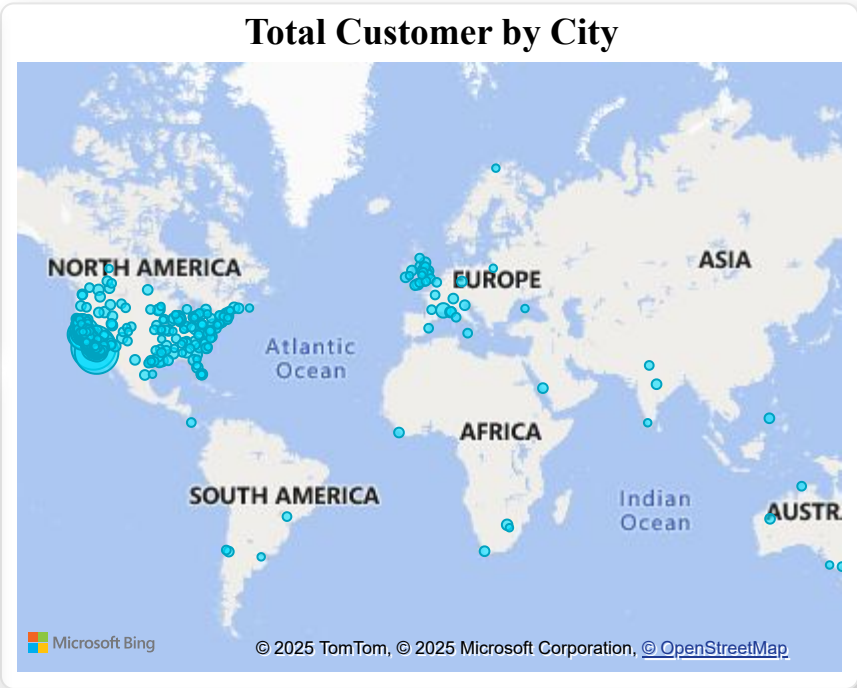 Total Customer by City
NORTH AMERICA
ASIA
EUROPE
Atlantic
Ocean
AFRICA
SOUTH AMERICA
Indian
Ocean
AUSTR
Microsoft Bing
© 2025 TomTom, © 2025 Microsoft Corporation, © OpenStreetMap